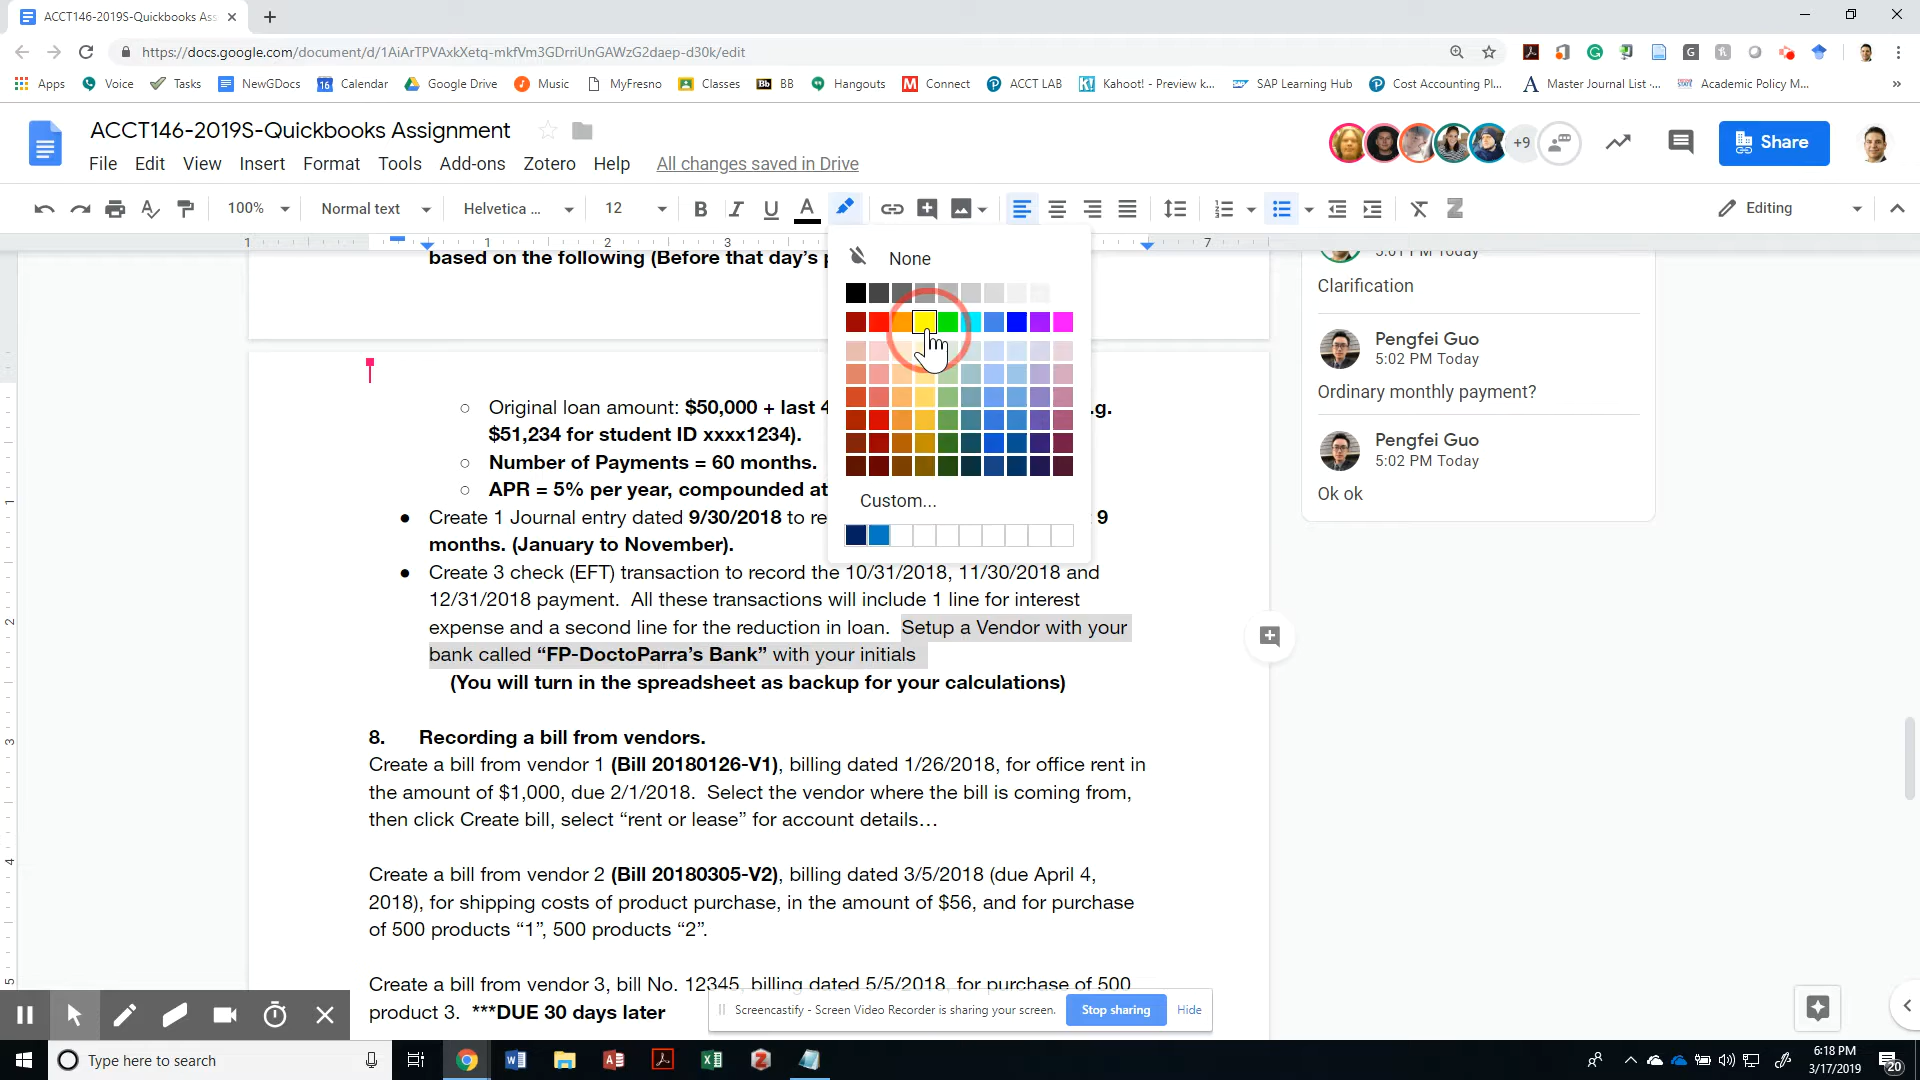 ACCT146-2019S-Quickbooks Ass
https://docs.google.com/document/d/1AiArTPVAxkXetq-mkfVm3GDrriUnGAWzG2daep-d30k/edit
Apps Voice Tasks NewGDocs Calendar Google Drive Music MyFresno Classes BB Hangouts Connect ACCT LAB Kahoot! - Preview k... SAP Learning Hub Cost Accounting Pl... Master Journal List -... Academic Policy M... »
ACCT146-2019S-Quickbooks Assignment
+9
Share
File Edit View Insert Format Tools Add-ons Zotero Help All changes saved in Drive
100% Normal text Helvetica ... 12 B I U A Z Editing
1 1 2 3 7
None
Custom...
based on the following (Before that day's p
Original loan amount: $50,000 + last 4 .g.
$51,234 for student ID xxxx1234).
Number of Payments = 60 months.
APR = 5% per year, compounded at
Create 1 Journal entry dated 9/30/2018 to re 9
months. (January to November).
Create 3 check (EFT) transaction to record the 10/31/2018, 11/30/2018 and
12/31/2018 payment. All these transactions will include 1 line for interest
expense and a second line for the reduction in loan. Setup a Vendor with your
bank called “FP-DoctoParra’s Bank” with your initials
(You will turn in the spreadsheet as backup for your calculations)
8. Recording a bill from vendors.
Create a bill from vendor 1 (Bill 20180126-V1), billing dated 1/26/2018, for office rent in
the amount of $1,000, due 2/1/2018. Select the vendor where the bill is coming from,
then click Create bill, select “rent or lease” for account details…
Create a bill from vendor 2 (Bill 20180305-V2), billing dated 3/5/2018 (due April 4,
2018), for shipping costs of product purchase, in the amount of $56, and for purchase
of 500 products “1”, 500 products “2”.
Create a bill from vendor 3, bill No. 12345, billing dated 5/5/2018, for purchase of 500
product 3. ***DUE 30 days later
5:01 PM Today
Clarification
Pengfei Guo
5:02 PM Today
Ordinary monthly payment?
Pengfei Guo
5:02 PM Today
Ok ok
1
2
3
4
5
Screencastify - Screen Video Recorder is sharing your screen. Stop sharing Hide
Type here to search
6:18 PM
3/17/2019
20